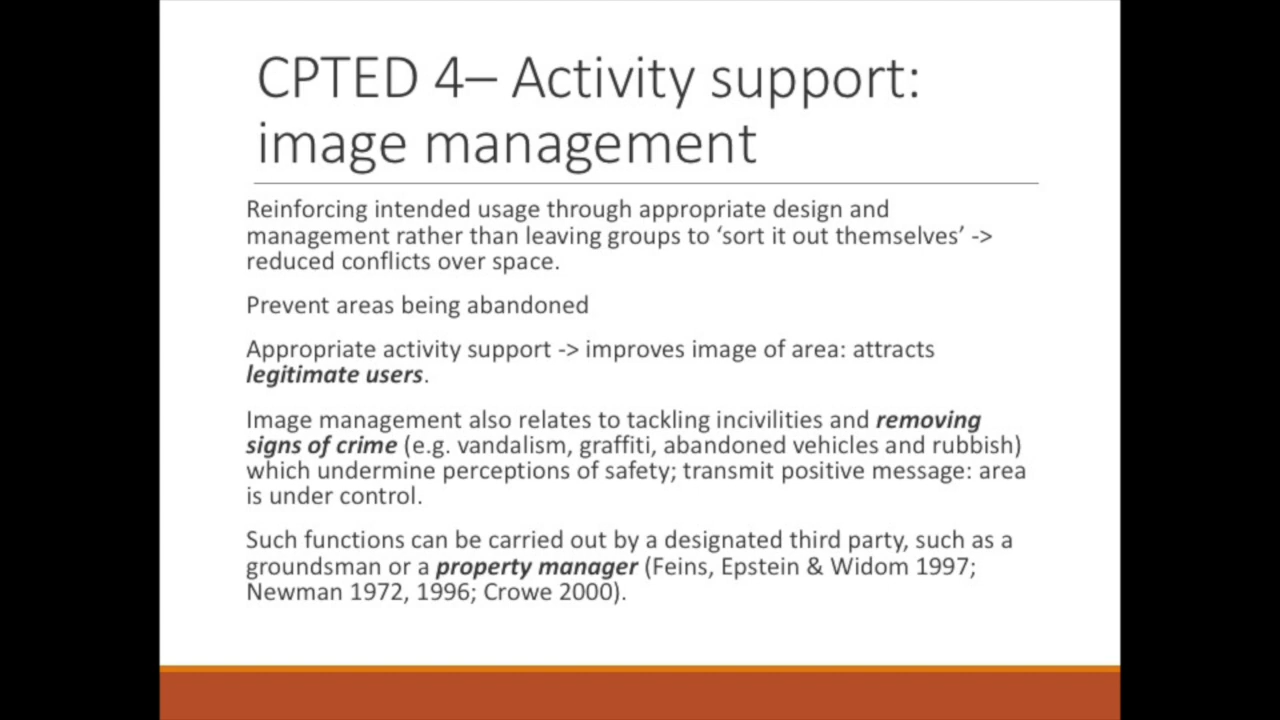 CPTED 4– Activity support:
image management
Reinforcing intended usage through appropriate design and
management rather than leaving groups to ‘sort it out themselves’ ->
reduced conflicts over space.
Prevent areas being abandoned
Appropriate activity support -> improves image of area: attracts
legitimate users.
Image management also relates to tackling incivilities and removing
signs of crime (e.g. vandalism, graffiti, abandoned vehicles and rubbish)
which undermine perceptions of safety; transmit positive message: area
is under control.
Such functions can be carried out by a designated third party, such as a
groundsman or a property manager (Feins, Epstein & Widom 1997;
Newman 1972, 1996; Crowe 2000).